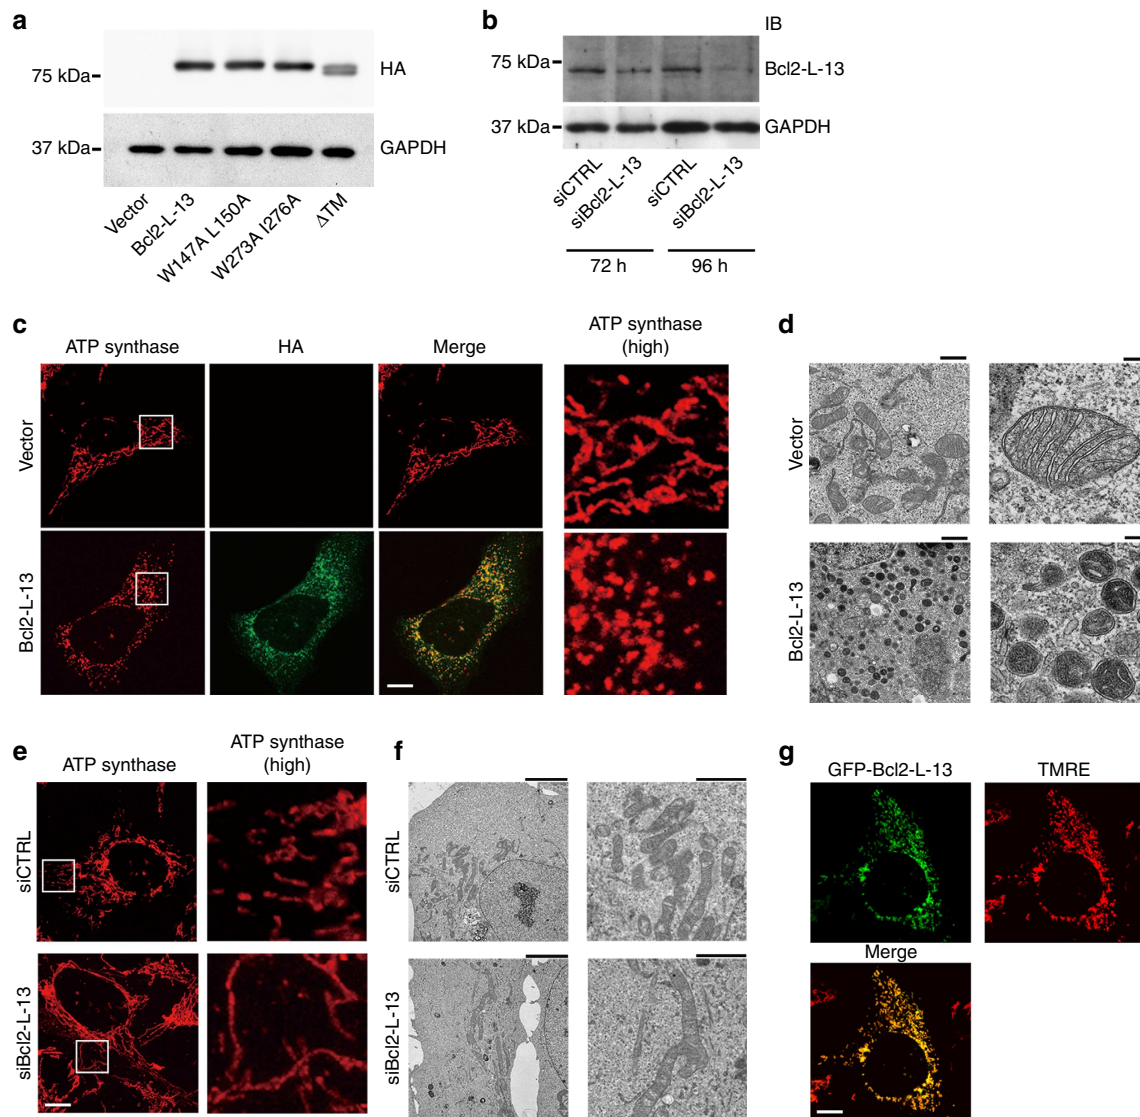 a
75 kDa
HA
37 kDa
GAPDH
Vector
Bcl2-L-13
W147A L150A
W273A I276A
ΔTM
b
IB
75 kDa
Bcl2-L-13
37 kDa
GAPDH
siCTRL
siBcl2-L-13
siCTRL
siBcl2-L-13
72 h
96 h
c
ATP synthase
HA
Merge
ATP synthase
(high)
Vector
Bcl2-L-13
d
Vector
Bcl2-L-13
e
ATP synthase
ATP synthase
(high)
siCTRL
siBcl2-L-13
f
siCTRL
siBcl2-L-13
g
GFP-Bcl2-L-13
TMRE
Merge